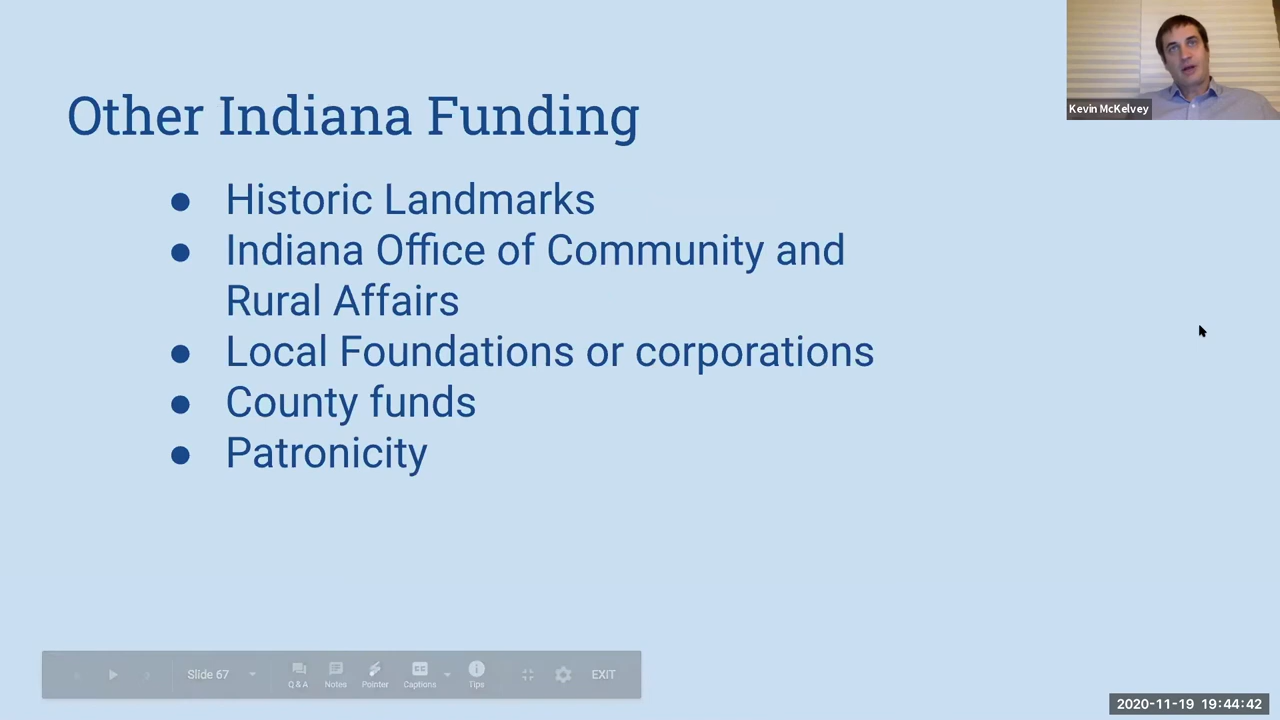 Kevin McKelvey
Other Indiana Funding
● Historic Landmarks
● Indiana Office of Community and
Rural Affairs
● Local Foundations or corporations
● County funds
● Patronicity
Slide 67
Q & A
Notes
Pointer
CC
Captions
Tips
EXIT
2020-11-19 19:44:42